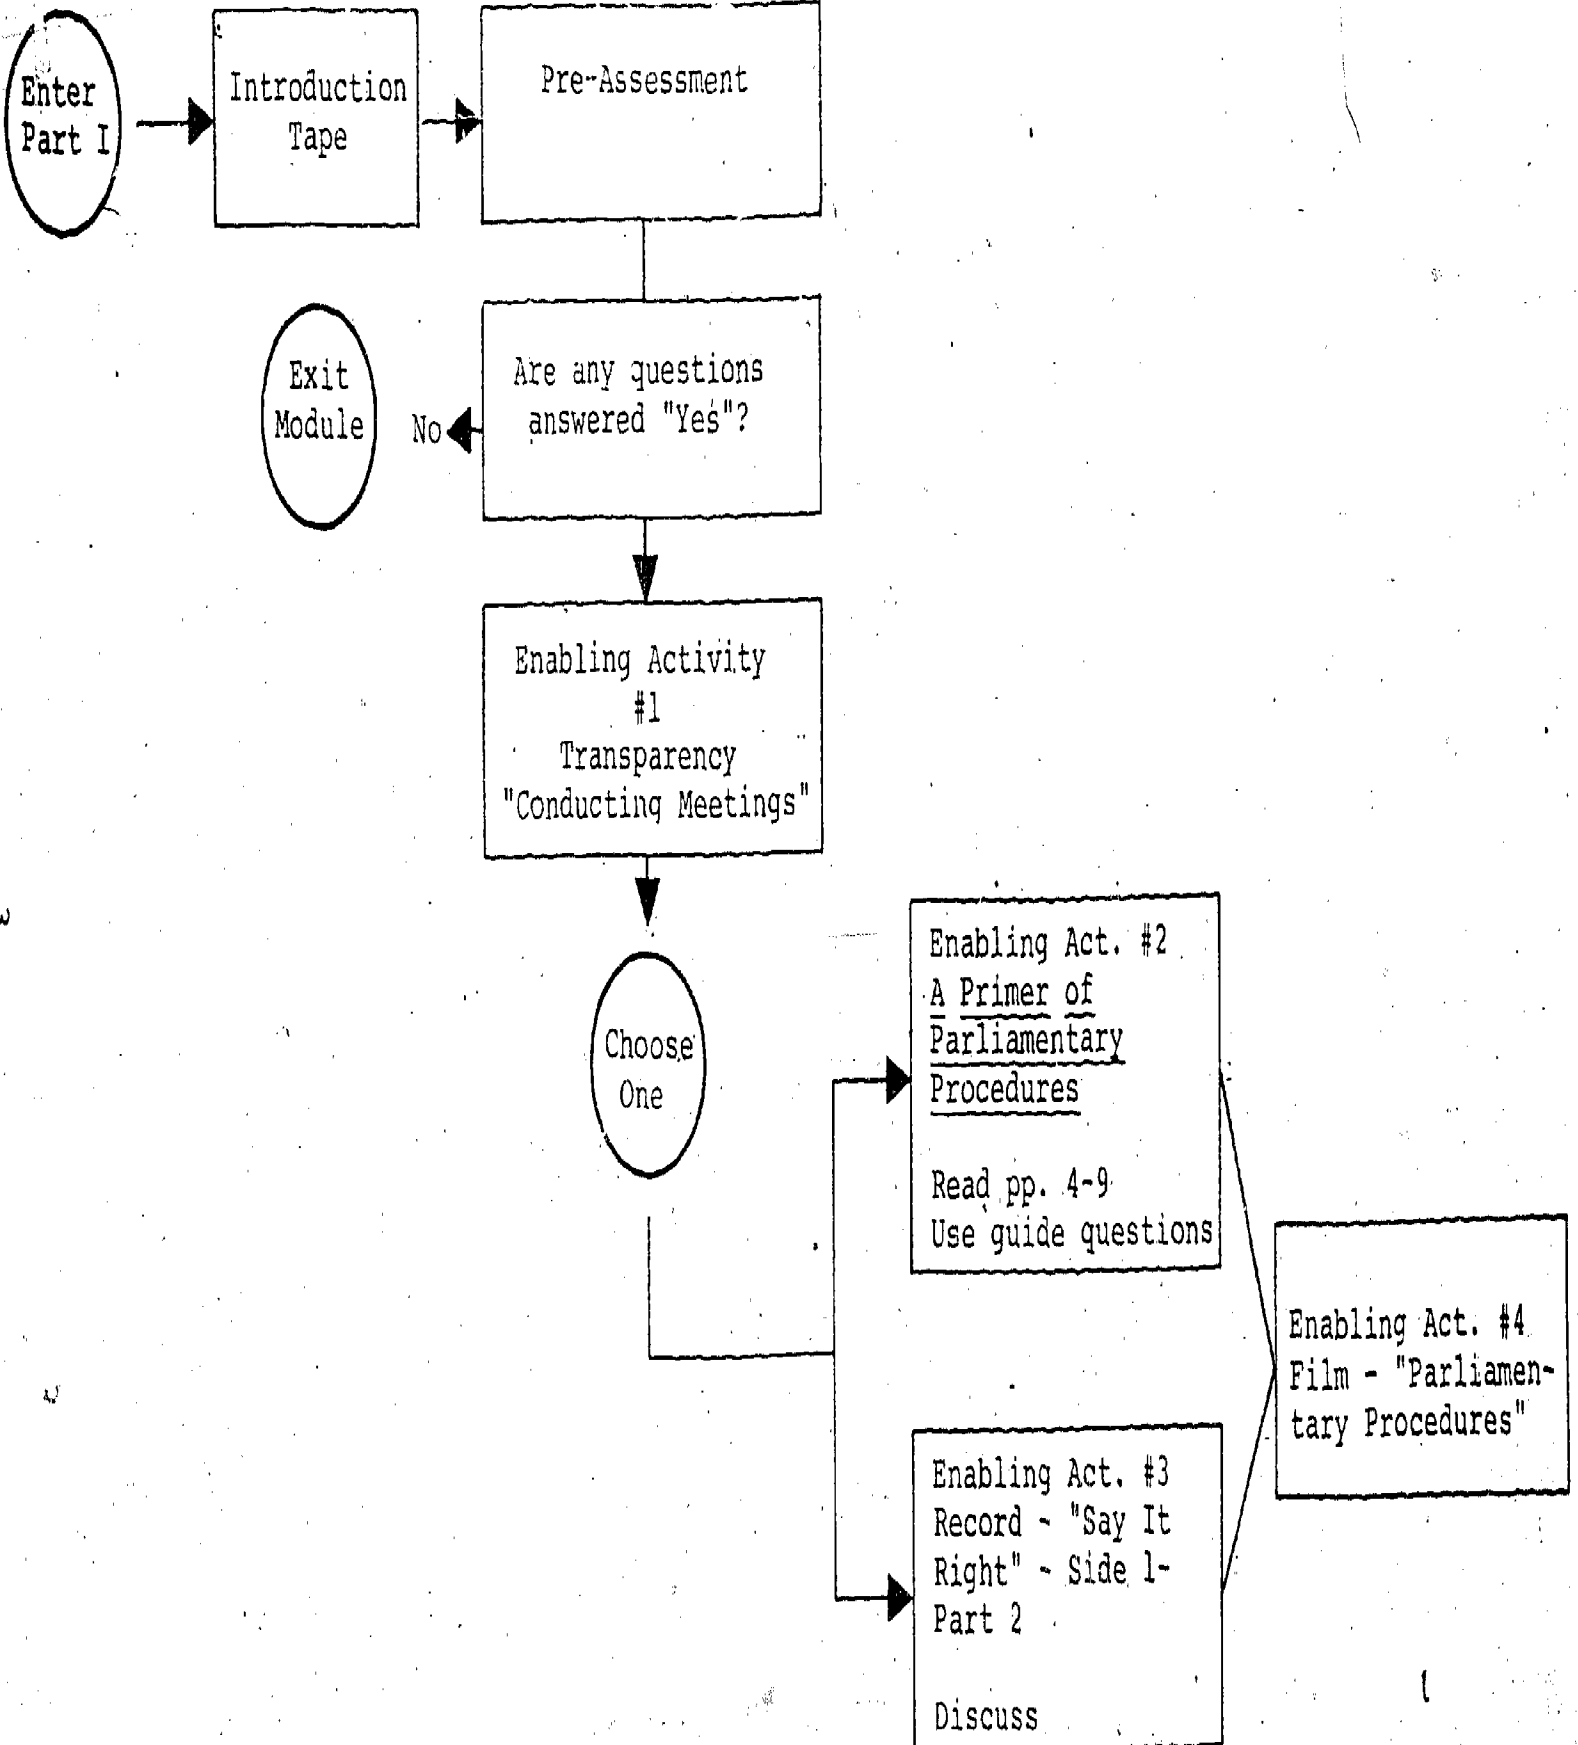 Enter
Part I
Introduction
Tape
Pre-Assessment
Exit
Module
No
Are any questions
answered "Yes"?
Enabling Activity
#1
Transparency
"Conducting Meetings"
Choose
One
Enabling Act. #2
A Primer of
Parliamentary
Procedures
Read pp. 4-9
Use guide questions
Enabling Act. #3
Record - "Say It
Right" - Side 1-
Part 2
Discuss
Enabling Act. #4
Film - "Parliamen-
tary Procedures"